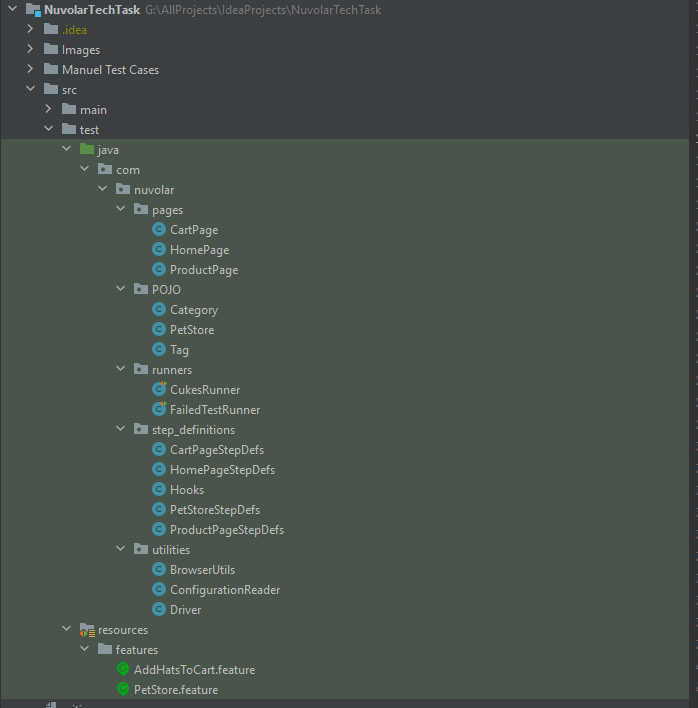 NuvolarTechTask G:\AllProjects\IdeaProjects\NuvolarTechTask
.idea
Images
Manuel Test Cases
src
main
test
java
com
nuvolar
pages
CartPage
HomePage
ProductPage
POJO
Category
PetStore
Tag
runners
CukesRunner
FailedTestRunner
step_definitions
CartPageStepDefs
HomePageStepDefs
Hooks
PetStoreStepDefs
ProductPageStepDefs
utilities
BrowserUtils
ConfigurationReader
Driver
resources
features
AddHatsToCart.feature
PetStore.feature